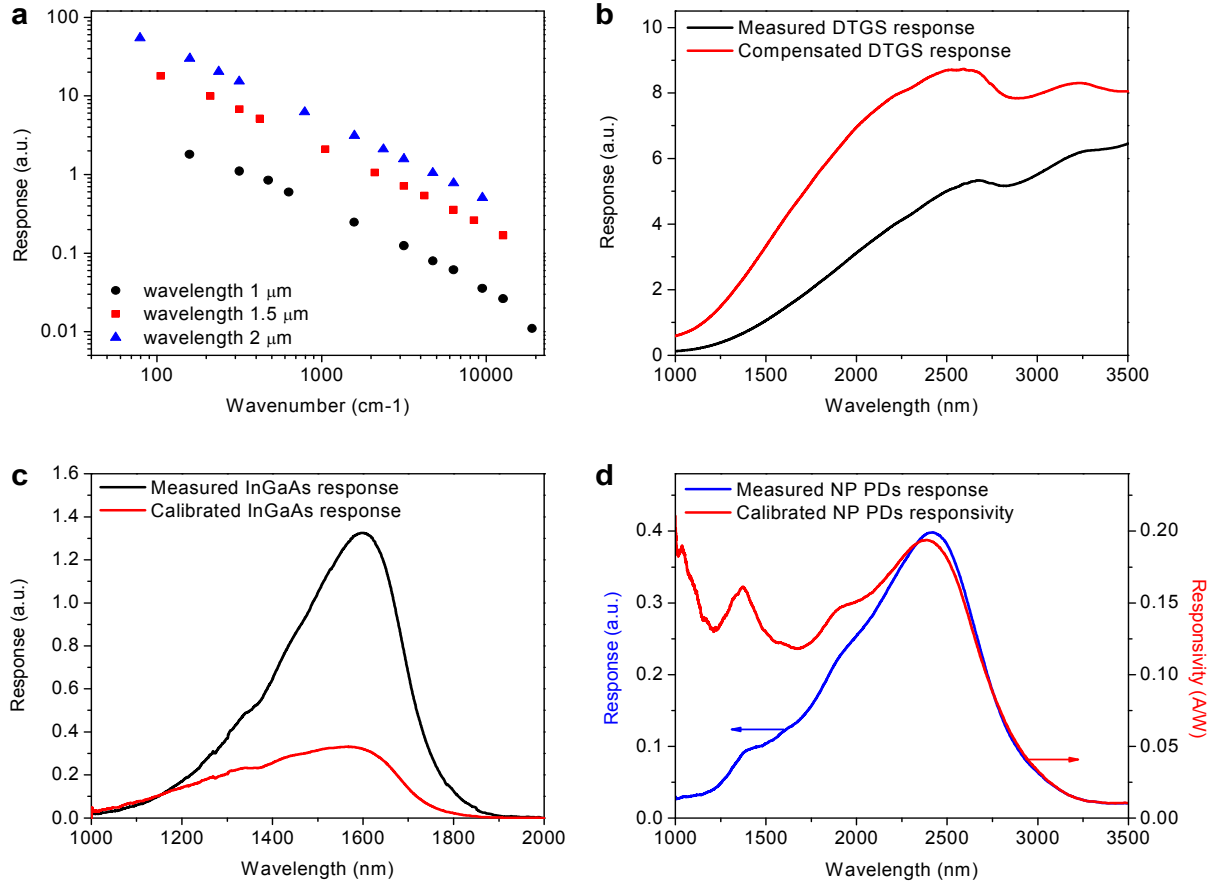 a
Response (a.u.)
100
10
1
0.1
0.01
wavelength 1 μm
wavelength 1.5 μm
wavelength 2 μm
100 1000 10000
Wavenumber (cm-1)
b
Response (a.u.)
10
8
6
4
2
0
Measured DTGS response
Compensated DTGS response
1000 1500 2000 2500 3000 3500
Wavelength (nm)
c
Response (a.u.)
1.6
1.4
1.2
1.0
0.8
0.6
0.4
0.2
0.0
Measured InGaAs response
Calibrated InGaAs response
1000 1200 1400 1600 1800 2000
Wavelength (nm)
d
Response (a.u.)
0.4
0.3
0.2
0.1
0.0
Measured NP PDs response
Calibrated NP PDs responsivity
0.20
0.15
0.10
0.05
0.00
Responsivity (A/W)
1000 1500 2000 2500 3000 3500
Wavelength (nm)